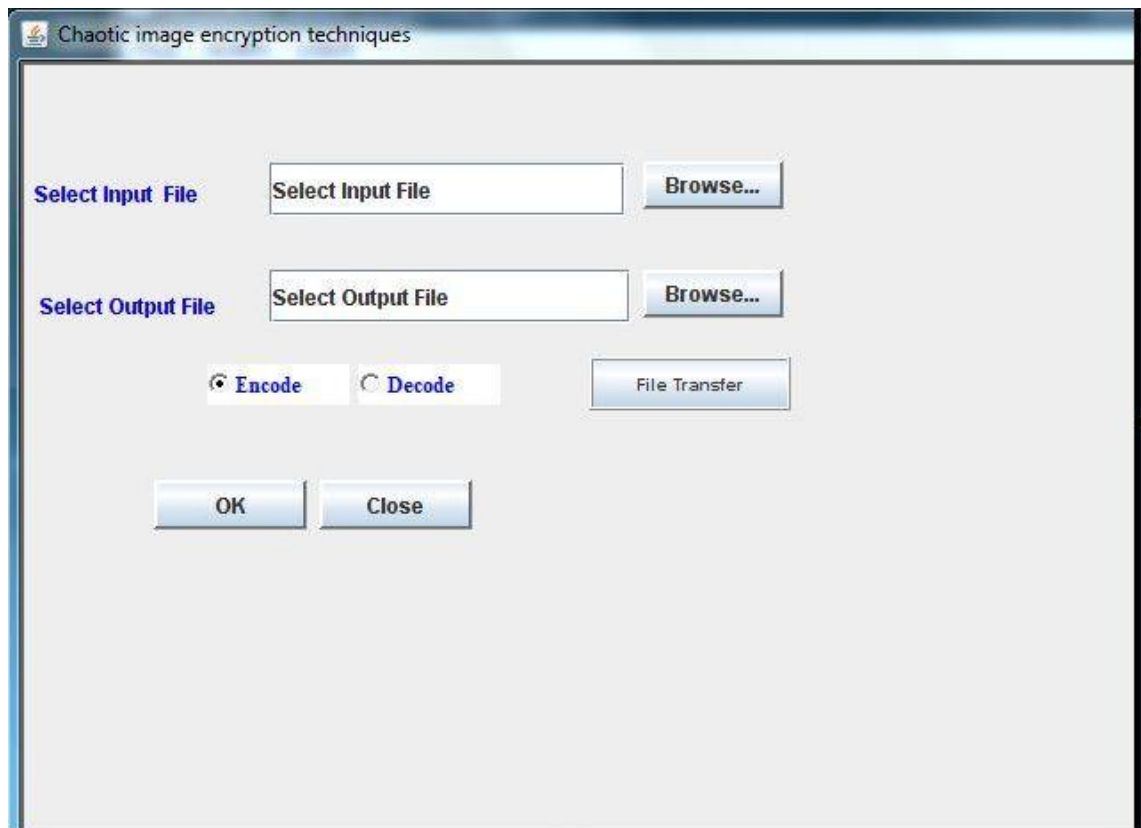 Chaotic image encryption techniques
Select Input File Select Input File Browse...
Select Output File Select Output File Browse...
Encode Decode File Transfer
OK Close